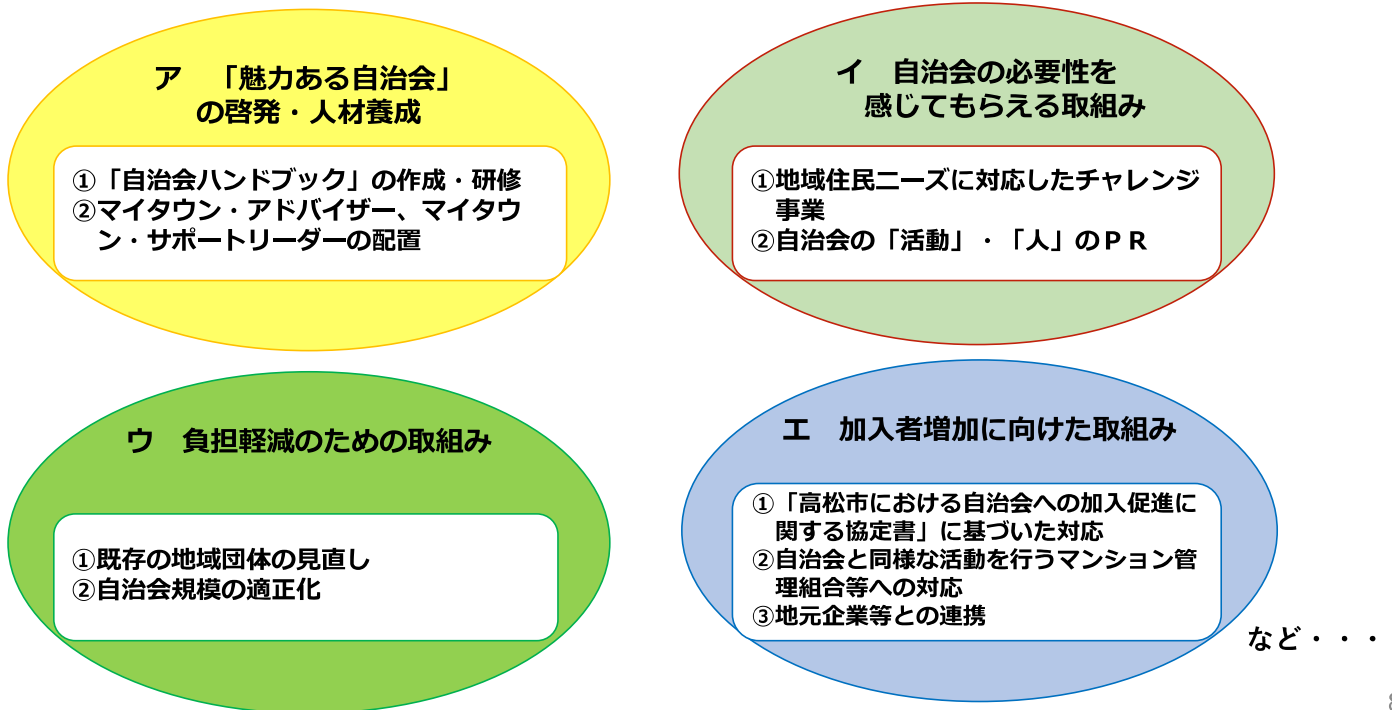 ア　「魅力ある自治会」
の啓発・人材養成
①「自治会ハンドブック」の作成・研修
②マイタウン・アドバイザー、マイタウ
ン・サポートリーダーの配置
イ　自治会の必要性を
感じてもらえる取組み
①地域住民ニーズに対応したチャレンジ
事業
②自治会の「活動」・「人」のＰＲ
ウ　負担軽減のための取組み
①既存の地域団体の見直し
②自治会規模の適正化
エ　加入者増加に向けた取組み
①「高松市における自治会への加入促進に
関する協定書」に基づいた対応
②自治会と同様な活動を行うマンション管
理組合等への対応
③地元企業等との連携
など・・・